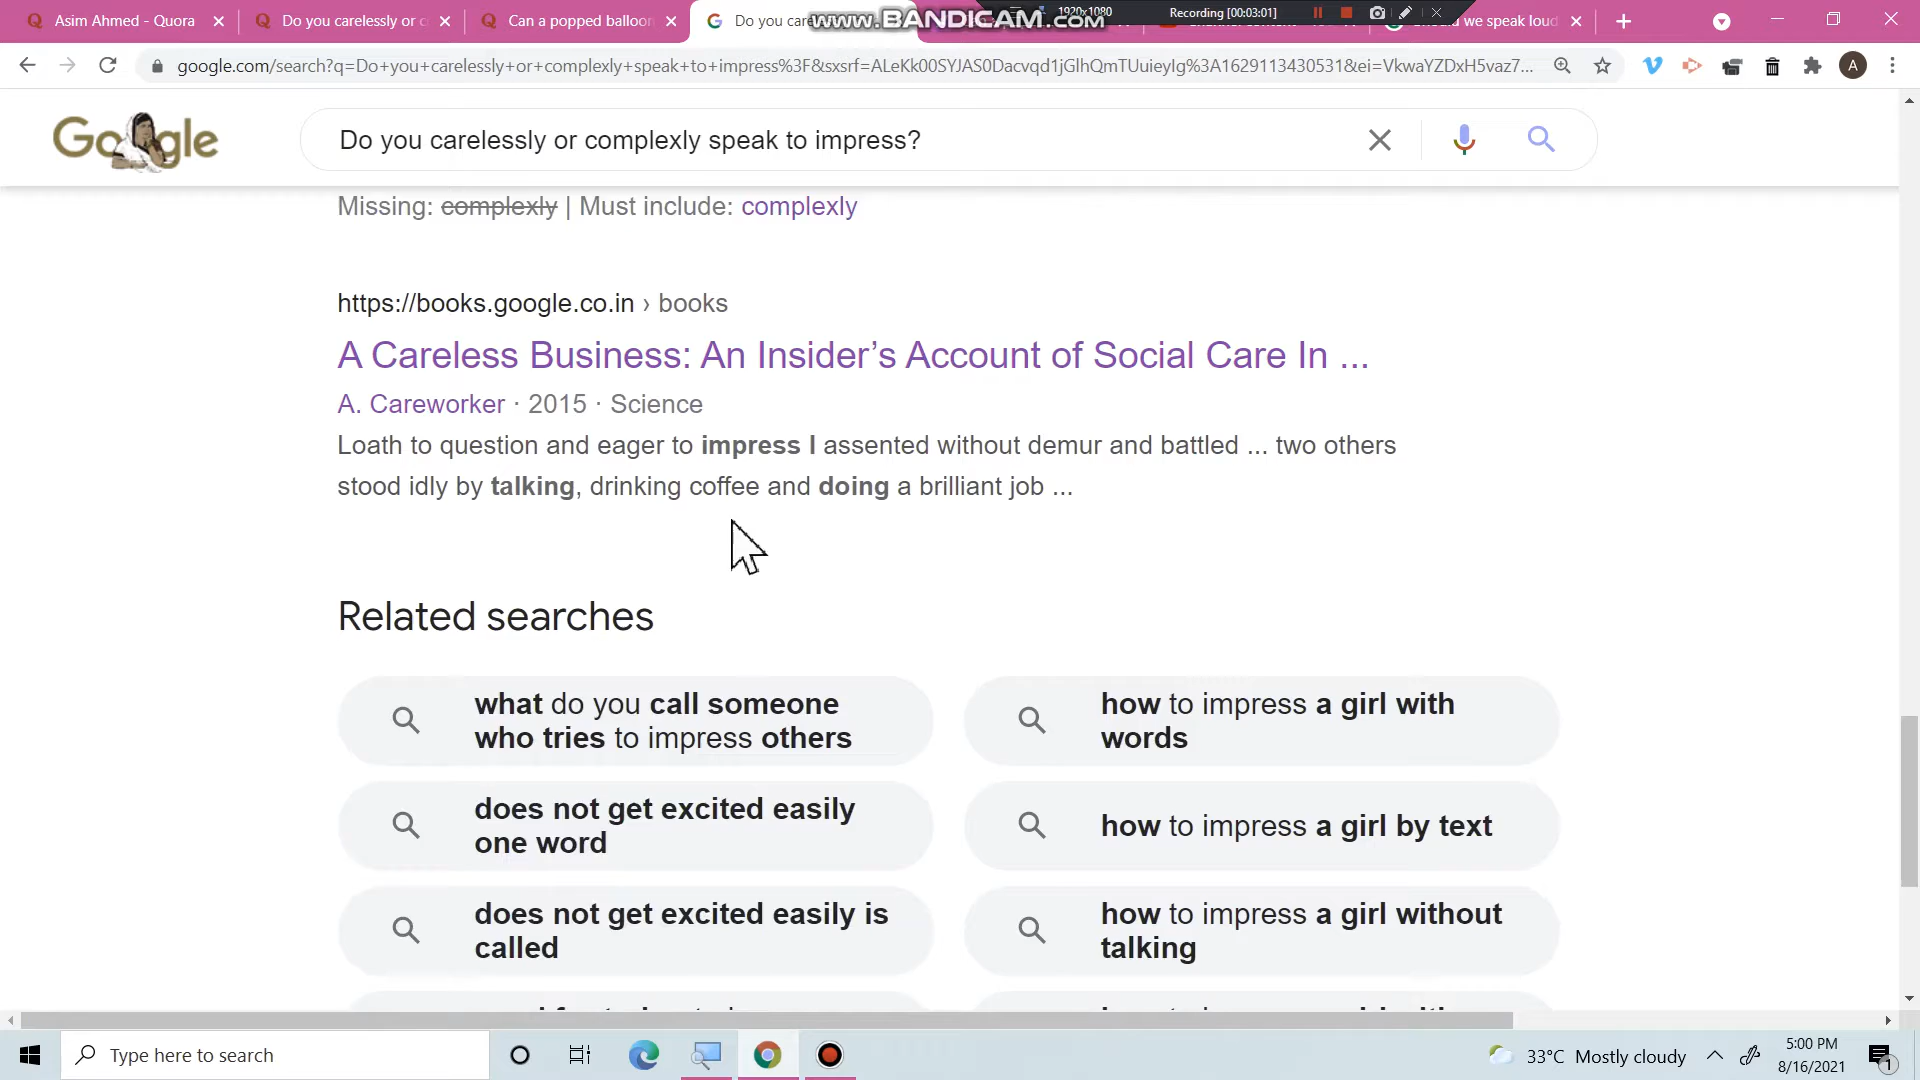 Asim Ahmed - Quora
Do you carelessly or c
Can a popped balloon
Do you care
www.BANDICAM.com
1920x1080
Recording [00:03:01]
we speak loud
google.com/search?q=Do+you+carelessly+or+complexly+speak+to+impress%3F&sxsrf=ALeKk00SYJAS0Dacvqd1jGlhQmTUuieyIg%3A1629113430531&ei=VkwaYZDxH5vaz7...
A
Google
Do you carelessly or complexly speak to impress?
Missing: complexly | Must include: complexly
https://books.google.co.in › books
A Careless Business: An Insider’s Account of Social Care In ...
A. Careworker · 2015 · Science
Loath to question and eager to impress I assented without demur and battled ... two others
stood idly by talking, drinking coffee and doing a brilliant job ...
Related searches
what do you call someone
who tries to impress others
how to impress a girl with
words
does not get excited easily
one word
how to impress a girl by text
does not get excited easily is
called
how to impress a girl without
talking
Type here to search
33°C Mostly cloudy
5:00 PM
8/16/2021
1